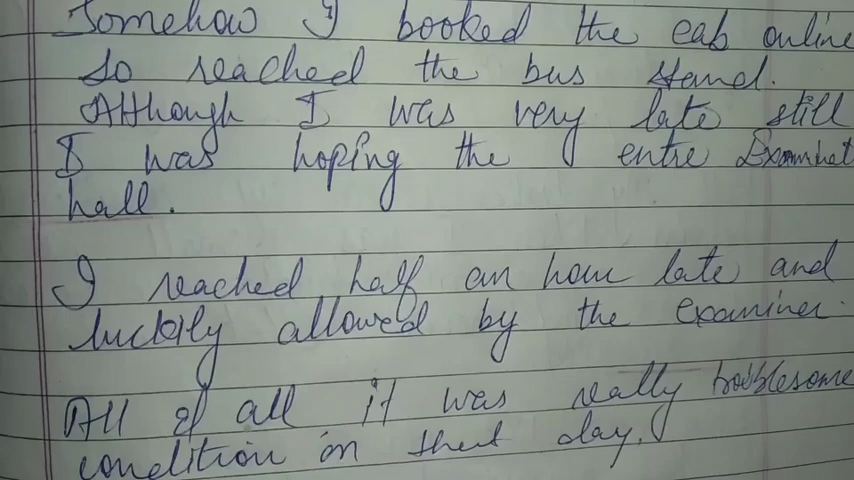 Somehow I booked the cab online
So reached the bus stand.
Although I was very late still
I was hoping the entre Examinat
hall.
I reached half an hour late and
luckily allowed by the examiner.
All of all it was really troublesome
condition on that day.